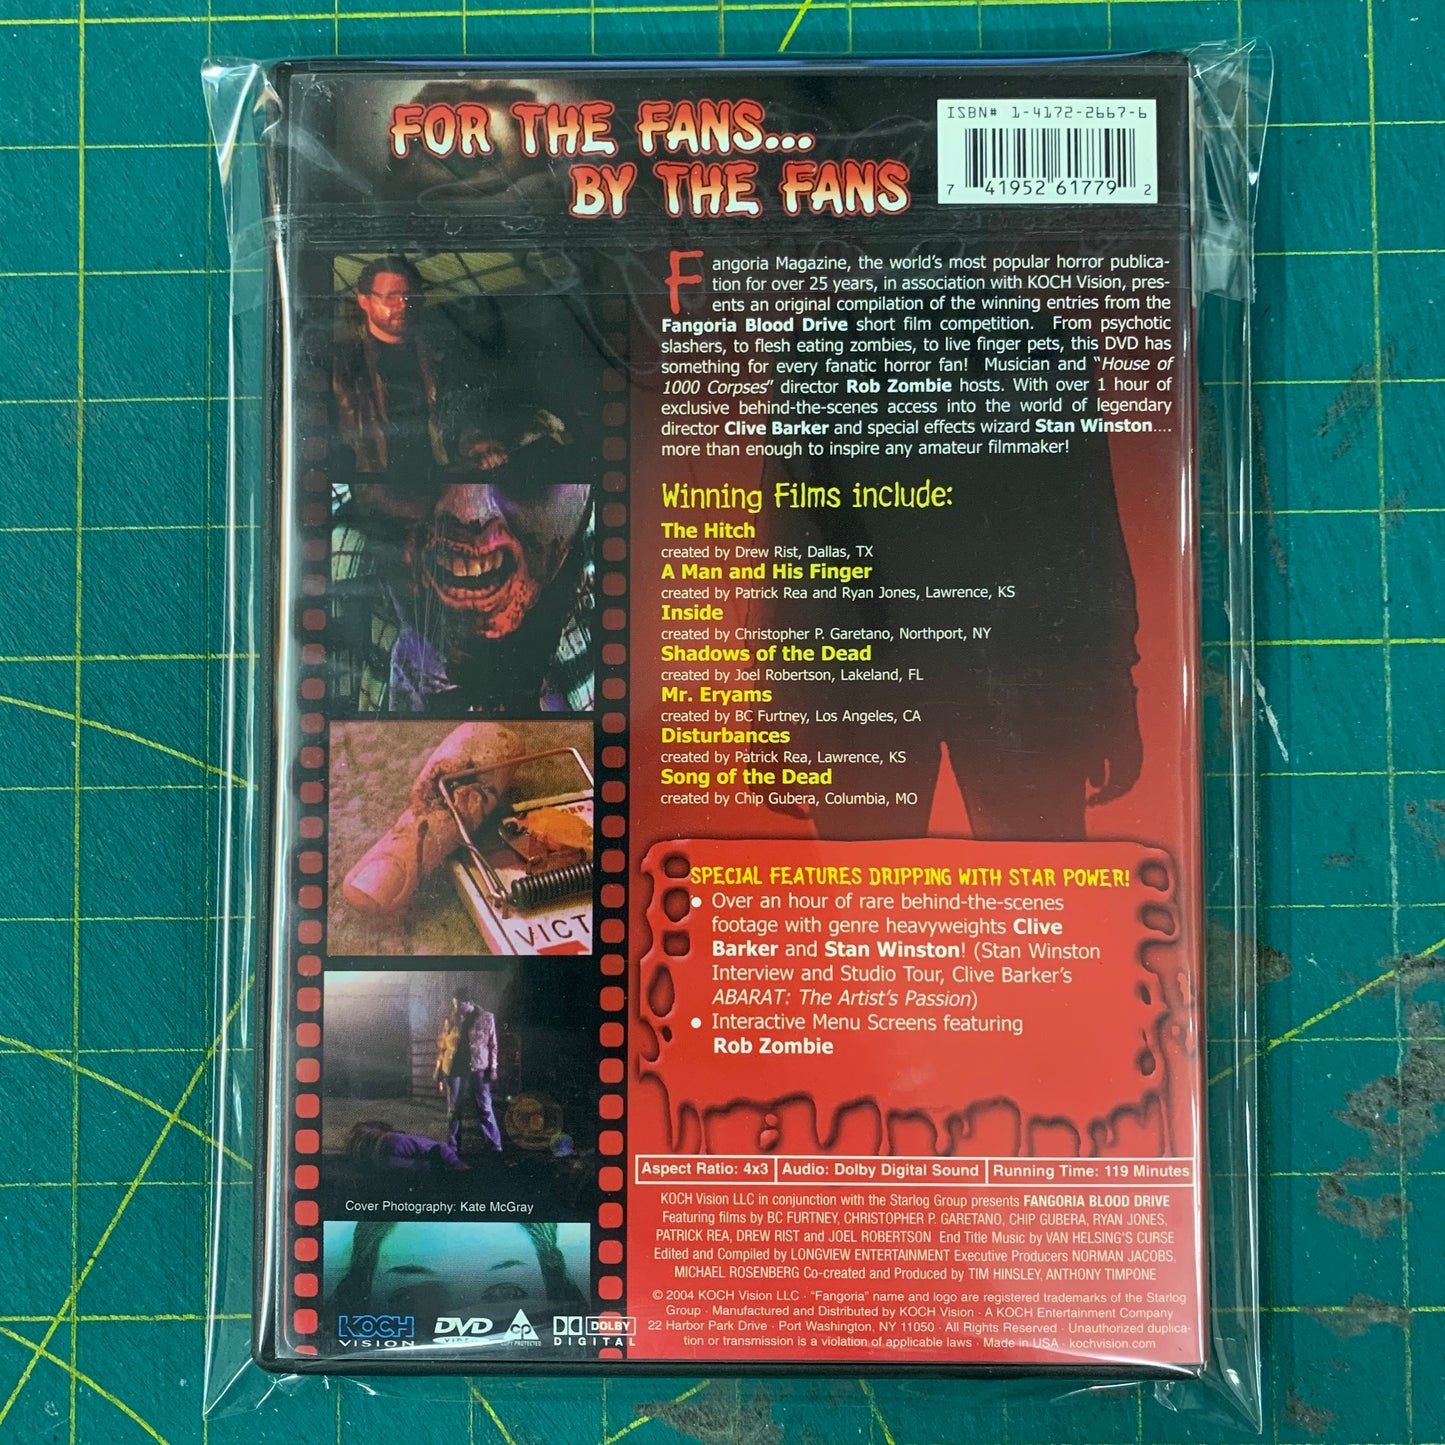 FOR THE FANS...
BY THE FANS
ISBN# 1-4172-2667-6
7 41952 61779 2
Fangoria Magazine, the world's most popular horror publica-
tion for over 25 years, in association with KOCH Vision, pres-
ents an original compilation of the winning entries from the
Fangoria Blood Drive short film competition. From psychotic
slashers, to flesh eating zombies, to live finger pets, this DVD has
something for every fanatic horror fan! Musician and "House of
1000 Corpses" director Rob Zombie hosts. With over 1 hour of
exclusive behind-the-scenes access into the world of legendary
director Clive Barker and special effects wizard Stan Winston....
more than enough to inspire any amateur filmmaker!
Winning Films include:
The Hitch
created by Drew Rist, Dallas, TX
A Man and His Finger
created by Patrick Rea and Ryan Jones, Lawrence, KS
Inside
created by Christopher P. Garetano, Northport, NY
Shadows of the Dead
created by Joel Robertson, Lakeland, FL
Mr. Eryams
created by BC Furtney, Los Angeles, CA
Disturbances
created by Patrick Rea, Lawrence, KS
Song of the Dead
created by Chip Gubera, Columbia, MO
VICT
SPECIAL FEATURES DRIPPING WITH STAR POWER!
• Over an hour of rare behind-the-scenes
footage with genre heavyweights Clive
Barker and Stan Winston! (Stan Winston
Interview and Studio Tour, Clive Barker's
ABARAT: The Artist's Passion)
• Interactive Menu Screens featuring
Rob Zombie
Aspect Ratio: 4x3 Audio: Dolby Digital Sound Running Time: 119 Minutes
Cover Photography: Kate McGray
KOCH Vision LLC in conjunction with the Starlog Group presents FANGORIA BLOOD DRIVE
Featuring films by BC FURTNEY, CHRISTOPHER P. GARETANO, CHIP GUBERA, RYAN JONES,
PATRICK REA, DREW RIST and JOEL ROBERTSON End Title Music by VAN HELSING'S CURSE
Edited and Compiled by LONGVIEW ENTERTAINMENT Executive Producers NORMAN JACOBS,
MICHAEL ROSENBERG Co-created and Produced by TIM HINSLEY, ANTHONY TIMPONE
© 2004 KOCH Vision LLC · "Fangoria" name and logo are registered trademarks of the Starlog
Group · Manufactured and Distributed by KOCH Vision · A KOCH Entertainment Company
22 Harbor Park Drive · Port Washington, NY 11050 · All Rights Reserved · Unauthorized duplica-
tion or transmission is a violation of applicable laws · Made in USA · kochvision.com
KOCH
VISION
DVD
VIDEO
CP
COPY PROTECTED
DOLBY
DIGITAL